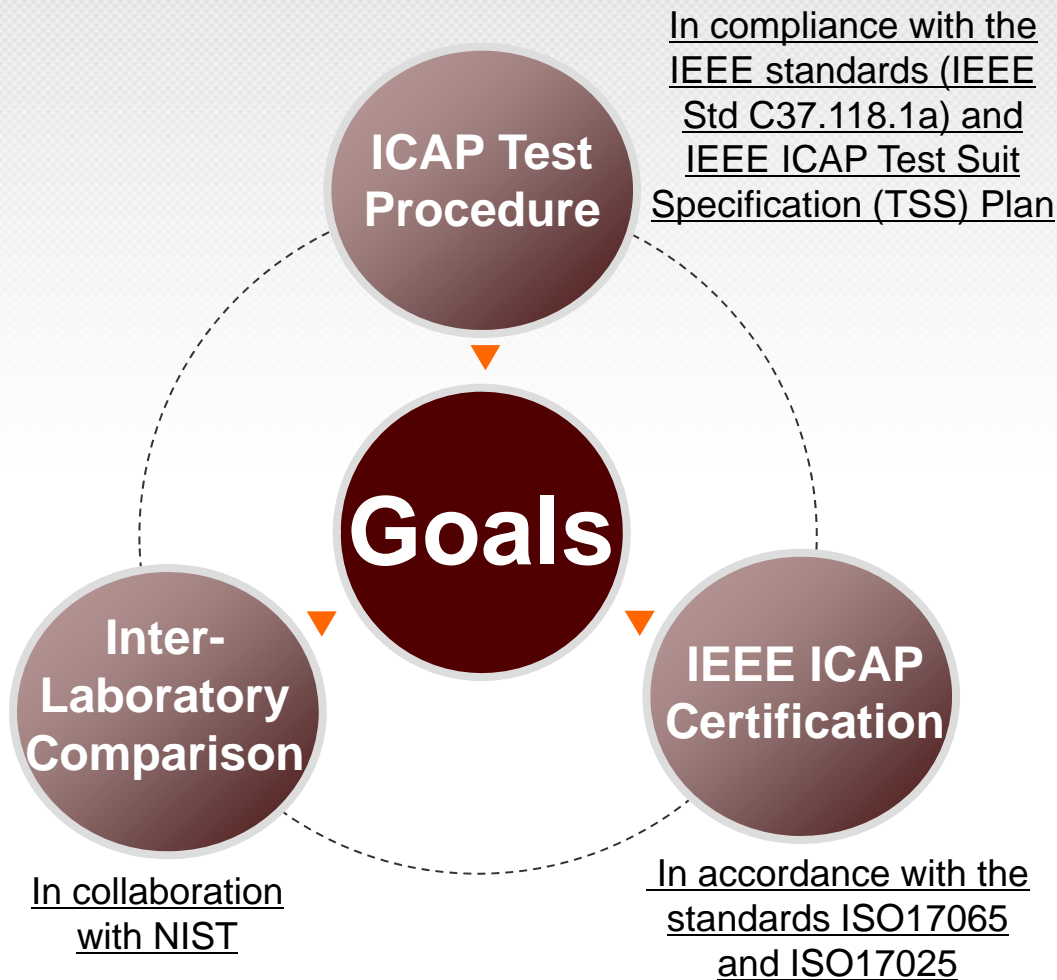 In compliance with the
IEEE standards (IEEE
Std C37.118.1a) and
IEEE ICAP Test Suit
Specification (TSS) Plan
ICAP Test
Procedure
Goals
Inter-
Laboratory
Comparison
IEEE ICAP
Certification
In collaboration
with NIST
In accordance with the
standards ISO17065
and ISO17025